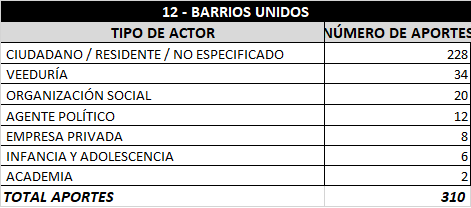 12 - BARRIOS UNIDOS
TIPO DE ACTOR NÚMERO DE APORTES
CIUDADANO / RESIDENTE / NO ESPECIFICADO 228
VEEDURÍA 34
ORGANIZACIÓN SOCIAL 20
AGENTE POLÍTICO 12
EMPRESA PRIVADA 8
INFANCIA Y ADOLESCENCIA 6
ACADEMIA 2
TOTAL APORTES 310